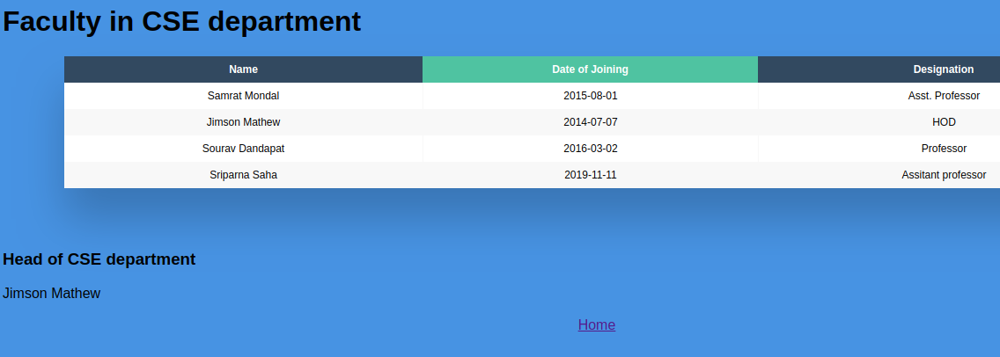 Faculty in CSE department
Name Date of Joining Designation
Samrat Mondal 2015-08-01 Asst. Professor
Jimson Mathew 2014-07-07 HOD
Sourav Dandapat 2016-03-02 Professor
Sriparna Saha 2019-11-11 Assitant professor
Head of CSE department
Jimson Mathew
Home